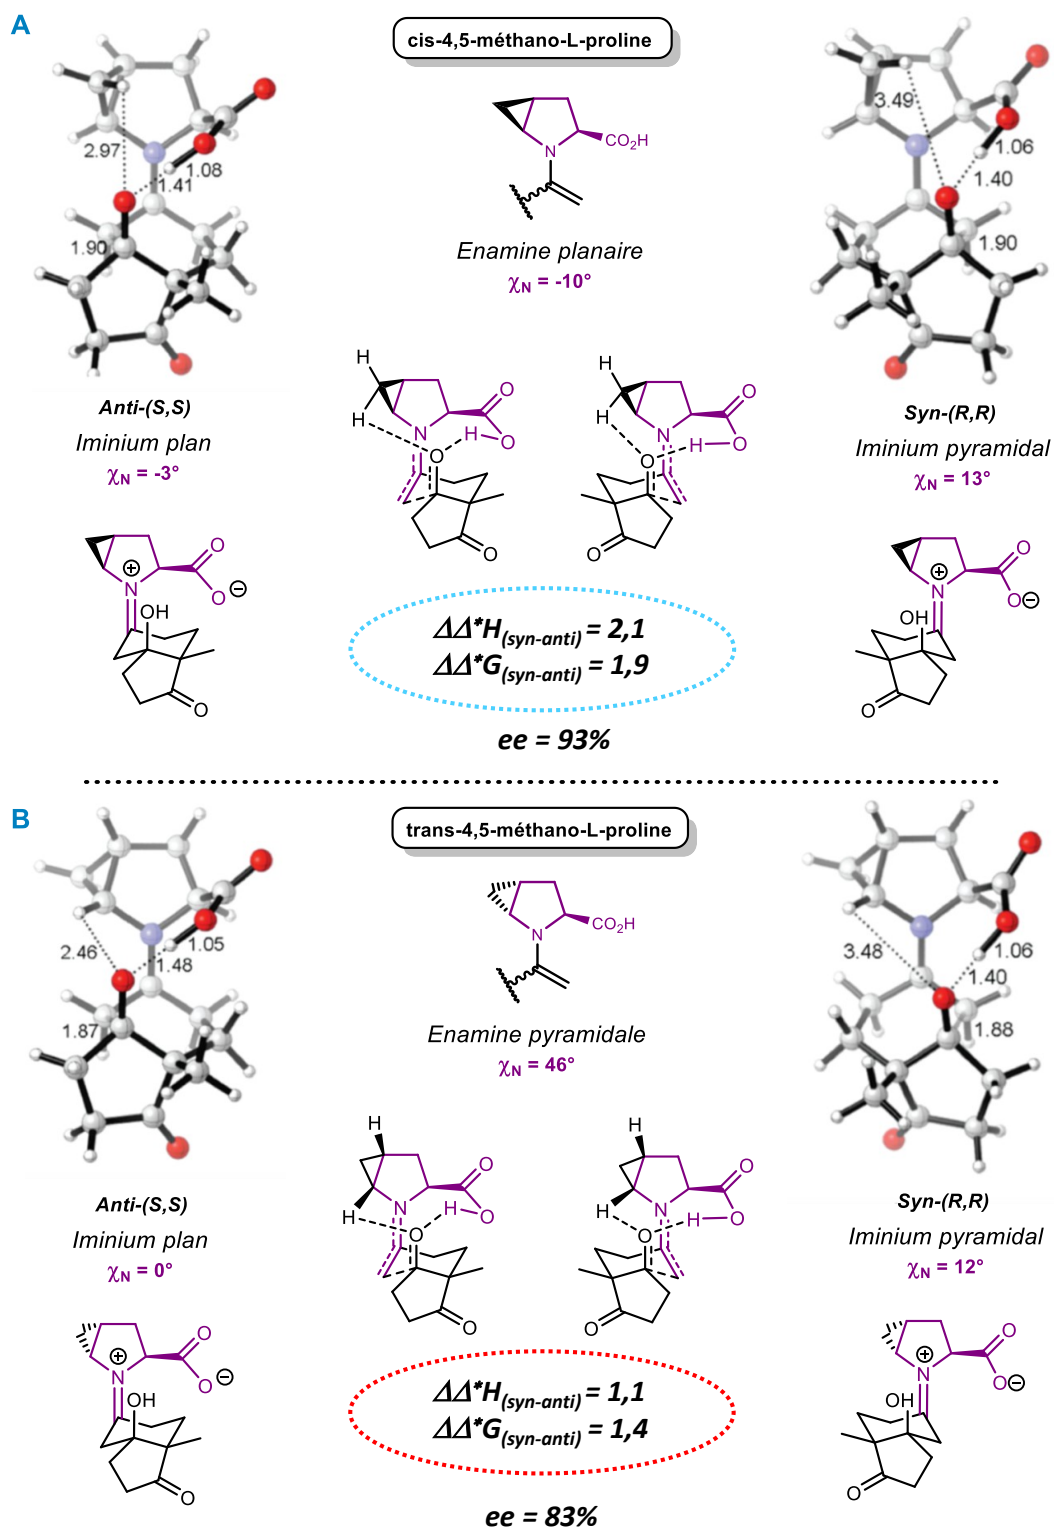 A
cis-4,5-méthano-L-proline
2.97
1.08
1.41
1.90
CO₂H
N
3.49
1.06
1.40
1.90
Enamine planaire
χN = -10°
Anti-(S,S)
Iminium plan
χN = -3°
H
H
O
N
H
O
O
O
H
H
O
N
H
O
O
O
Syn-(R,R)
Iminium pyramidal
χN = 13°
O
⊕
N
O⊖
OH
O
O
⊕
N
O⊖
OH
O
ΔΔ*H(syn-anti) = 2,1
ΔΔ*G(syn-anti) = 1,9
ee = 93%
B
trans-4,5-méthano-L-proline
2.46
1.05
1.48
1.87
CO₂H
N
3.48
1.06
1.40
1.88
Enamine pyramidale
χN = 46°
Anti-(S,S)
Iminium plan
χN = 0°
H
O
N
H
H
O
O
O
H
O
N
H
H
O
O
O
Syn-(R,R)
Iminium pyramidal
χN = 12°
O
⊕
N
O⊖
OH
O
O
⊕
N
O⊖
OH
O
ΔΔ*H(syn-anti) = 1,1
ΔΔ*G(syn-anti) = 1,4
ee = 83%